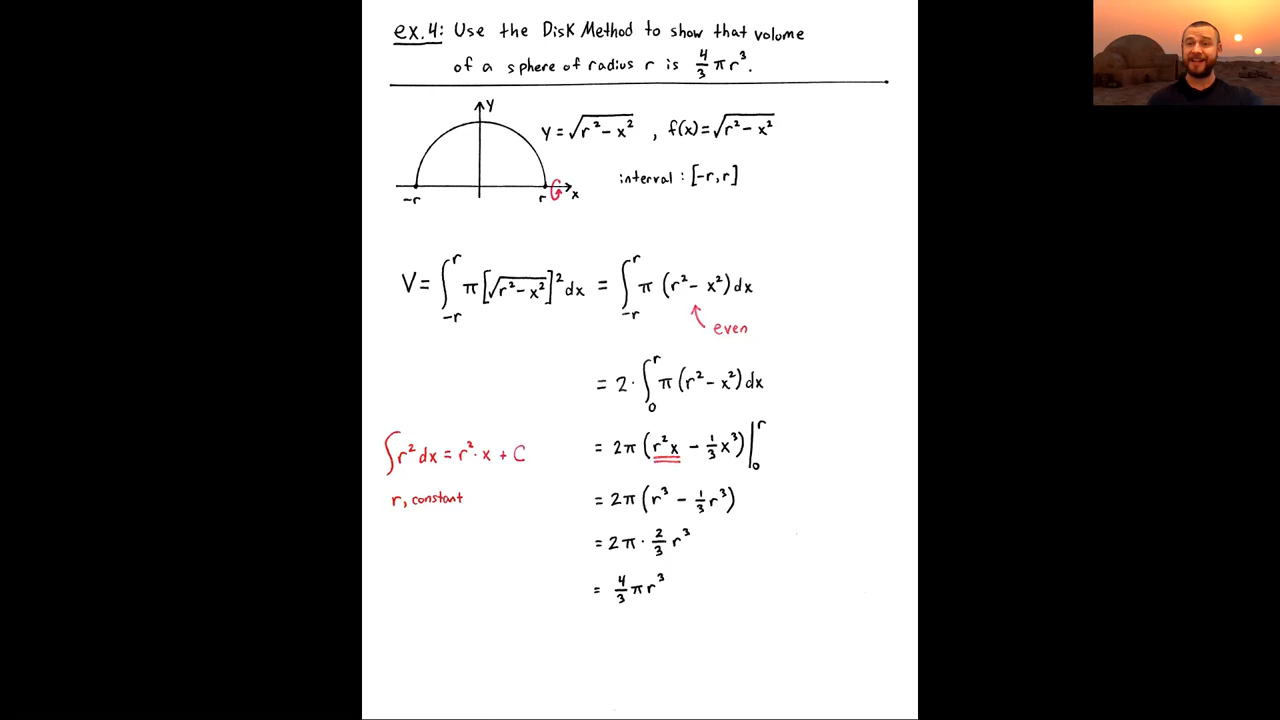 ex.4: Use the Disk Method to show that volume
of a sphere of radius r is 4/3 πr³.
y
y = √(r² − x²) , f(x) = √(r² − x²)
interval : [-r, r]
-r r x
V = ∫_{-r}^{r} π[√(r² − x²)]² dx = ∫_{-r}^{r} π (r² − x²) dx
even
= 2 · ∫_{0}^{r} π (r² − x²) dx
∫ r² dx = r² · x + C
= 2π (r²x − 1/3 x³) |_{0}^{r}
r, constant
= 2π (r³ − 1/3 r³)
= 2π · 2/3 r³
= 4/3 πr³